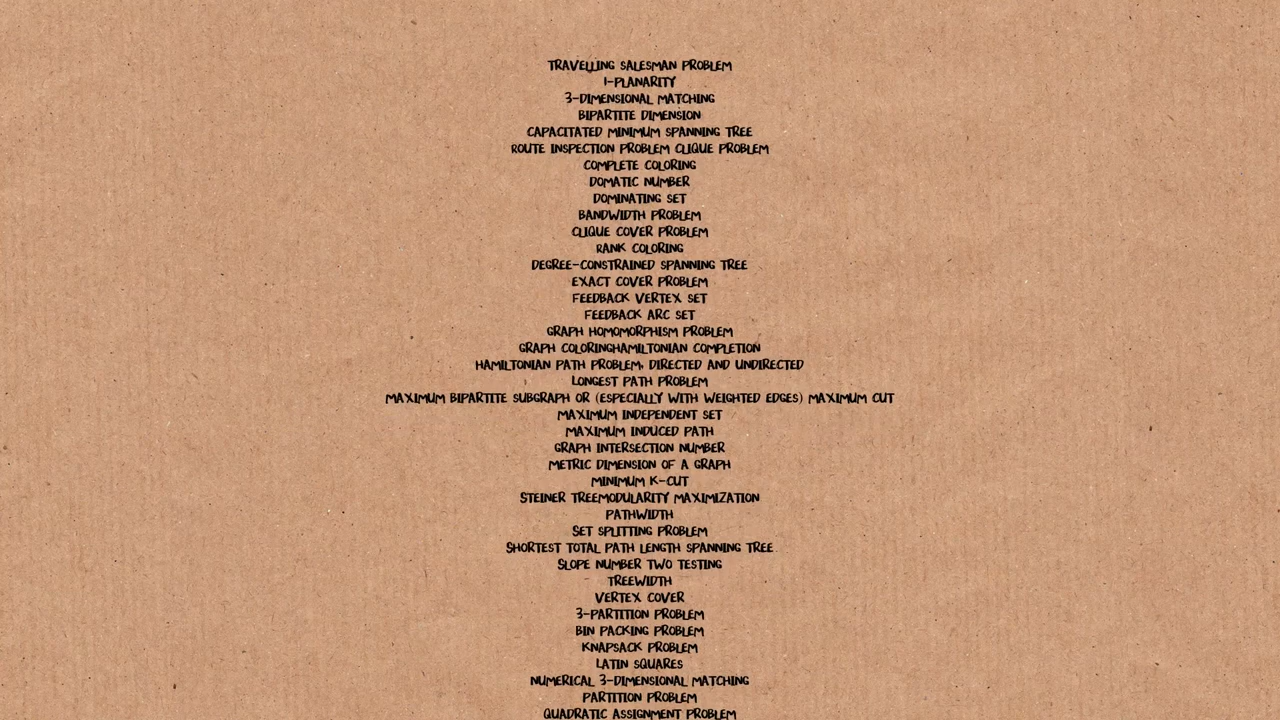 TRAVELLING SALESMAN PROBLEM
1-PLANARITY
3-DIMENSIONAL MATCHING
BIPARTITE DIMENSION
CAPACITATED MINIMUM SPANNING TREE
ROUTE INSPECTION PROBLEM CLIQUE PROBLEM
COMPLETE COLORING
DOMATIC NUMBER
DOMINATING SET
BANDWIDTH PROBLEM
CLIQUE COVER PROBLEM
RANK COLORING
DEGREE-CONSTRAINED SPANNING TREE
EXACT COVER PROBLEM
FEEDBACK VERTEX SET
FEEDBACK ARC SET
GRAPH HOMOMORPHISM PROBLEM
GRAPH COLORINGHAMILTONIAN COMPLETION
HAMILTONIAN PATH PROBLEM, DIRECTED AND UNDIRECTED
LONGEST PATH PROBLEM
MAXIMUM BIPARTITE SUBGRAPH OR (ESPECIALLY WITH WEIGHTED EDGES) MAXIMUM CUT
MAXIMUM INDEPENDENT SET
MAXIMUM INDUCED PATH
GRAPH INTERSECTION NUMBER
METRIC DIMENSION OF A GRAPH
MINIMUM K-CUT
STEINER TREEMODULARITY MAXIMIZATION
PATHWIDTH
SET SPLITTING PROBLEM
SHORTEST TOTAL PATH LENGTH SPANNING TREE
SLOPE NUMBER TWO TESTING
TREEWIDTH
VERTEX COVER
3-PARTITION PROBLEM
BIN PACKING PROBLEM
KNAPSACK PROBLEM
LATIN SQUARES
NUMERICAL 3-DIMENSIONAL MATCHING
PARTITION PROBLEM
QUADRATIC ASSIGNMENT PROBLEM